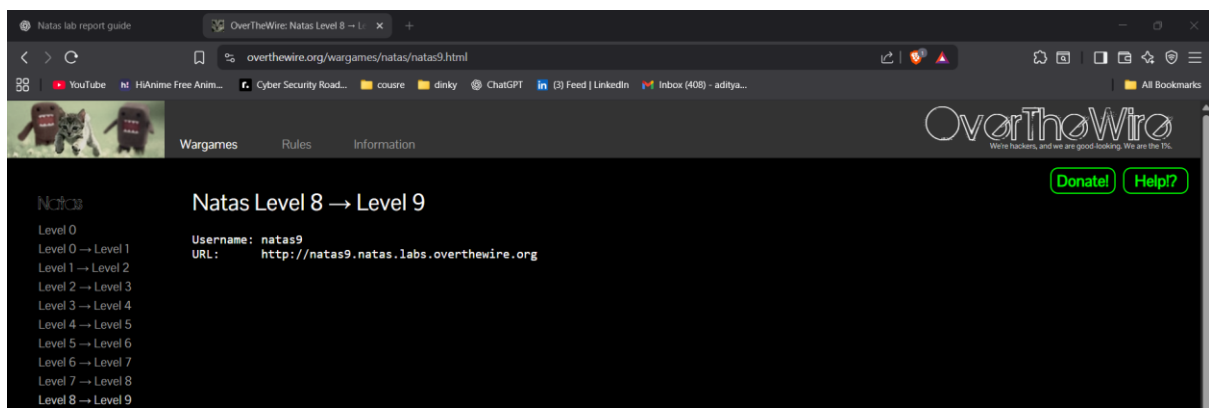 Natas lab report guide
OverTheWire: Natas Level 8 → Le
overthewire.org/wargames/natas/natas9.html
YouTube
h! HiAnime Free Anim...
r. Cyber Security Road...
cousre
dinky
ChatGPT
in (3) Feed | LinkedIn
Inbox (408) - aditya...
All Bookmarks
Wargames
Rules
Information
OverTheWire
We're hackers, and we are good-looking. We are the 1%.
Donate!
Help!?
Natas
Natas Level 8 → Level 9
Username: natas9
URL: http://natas9.natas.labs.overthewire.org
Level 0
Level 0 → Level 1
Level 1 → Level 2
Level 2 → Level 3
Level 3 → Level 4
Level 4 → Level 5
Level 5 → Level 6
Level 6 → Level 7
Level 7 → Level 8
Level 8 → Level 9